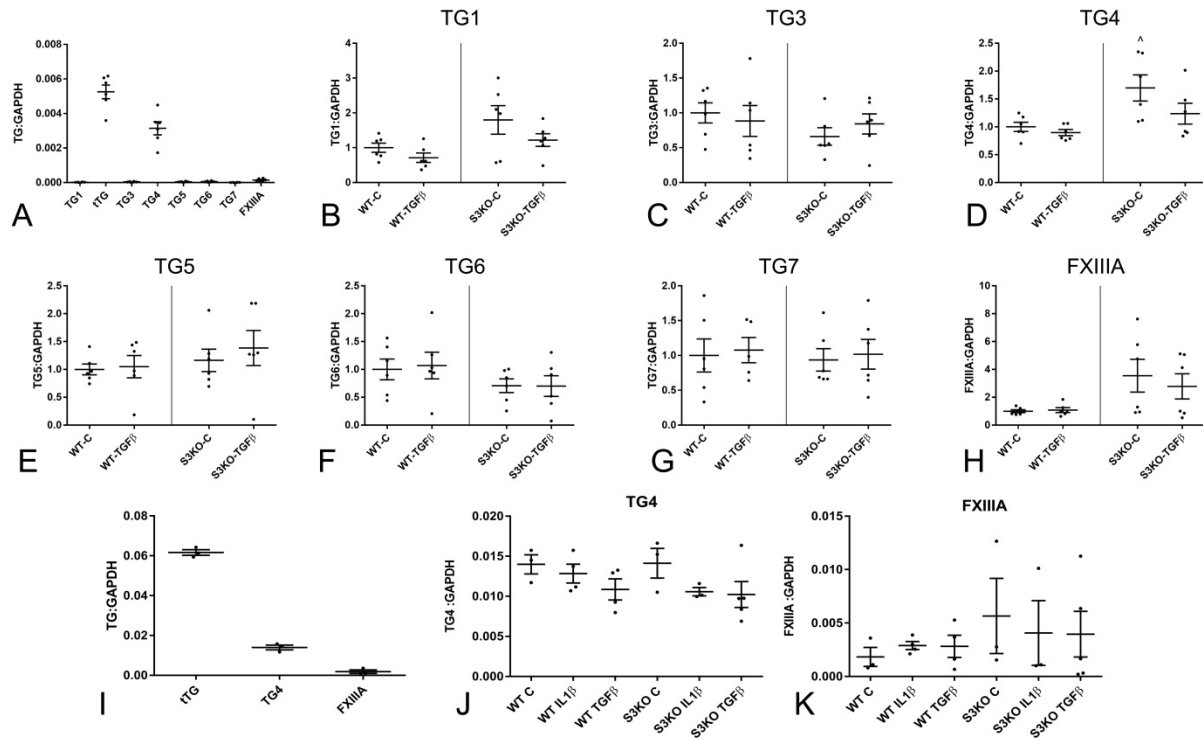 TG1
TG3
TG4
0.008
0.006
0.004
0.002
0.000
TG:GAPDH
TG1
tTG
TG3
TG4
TG5
TG6
TG7
FXIIIA
A
4
3
2
1
0
TG1:GAPDH
WT-C
WT-TGFβ
S3KO-C
S3KO-TGFβ
B
2.0
1.5
1.0
0.5
0.0
TG3:GAPDH
WT-C
WT-TGFβ
S3KO-C
S3KO-TGFβ
C
^
2.5
2.0
1.5
1.0
0.5
0.0
TG4:GAPDH
WT-C
WT-TGFβ
S3KO-C
S3KO-TGFβ
D
TG5
TG6
TG7
FXIIIA
2.5
2.0
1.5
1.0
0.5
0.0
TG5:GAPDH
WT-C
WT-TGFβ
S3KO-C
S3KO-TGFβ
E
2.5
2.0
1.5
1.0
0.5
0.0
TG6:GAPDH
WT-C
WT-TGFβ
S3KO-C
S3KO-TGFβ
F
2.0
1.5
1.0
0.5
0.0
TG7:GAPDH
WT-C
WT-TGFβ
S3KO-C
S3KO-TGFβ
G
10
8
6
4
2
0
FXIIIA:GAPDH
WT-C
WT-TGFβ
S3KO-C
S3KO-TGFβ
H
0.08
0.06
0.04
0.02
0.00
TG:GAPDH
tTG
TG4
FXIIIA
I
TG4
0.020
0.015
0.010
0.005
0.000
TG4 :GAPDH
WT C
WT IL1β
WT TGFβ
S3KO C
S3KO IL1β
S3KO TGFβ
J
FXIIIA
0.015
0.010
0.005
0.000
FXIIIA :GAPDH
WT C
WT IL1β
WT TGFβ
S3KO C
S3KO IL1β
S3KO TGFβ
K